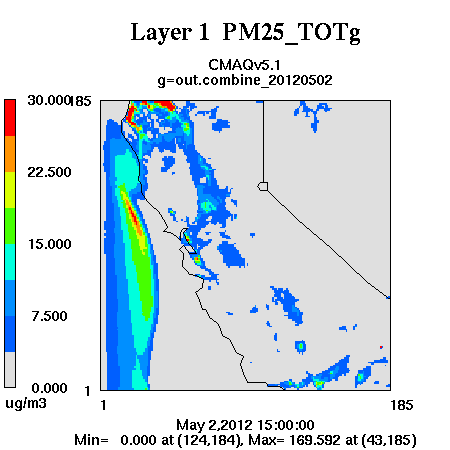 Layer 1 PM25_TOTg
CMAQv5.1
g=out.combine_20120502
30.000
22.500
15.000
7.500
0.000
ug/m3
185
1
1
185
May 2,2012 15:00:00
Min= 0.000 at (124,184), Max= 169.592 at (43,185)